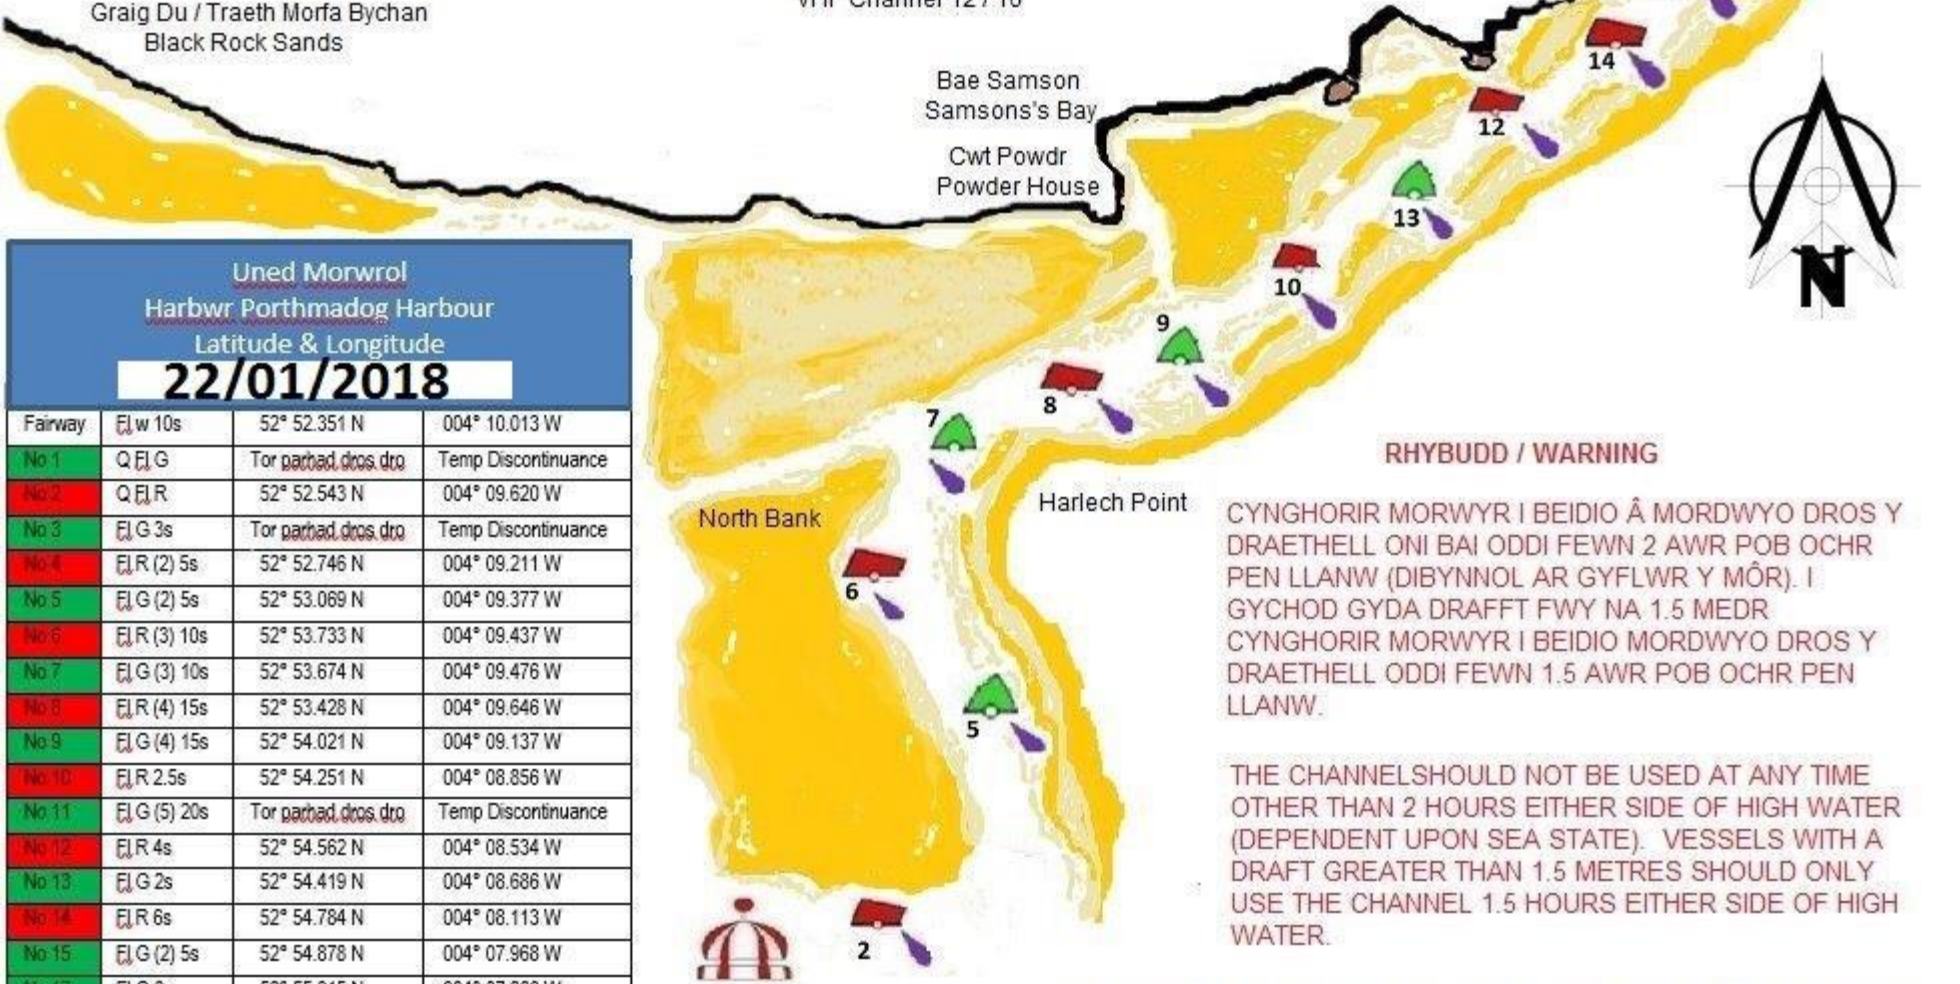 Graig Du / Traeth Morfa Bychan
Black Rock Sands
Bae Samson
Samsons's Bay
Cwt Powdr
Powder House
14
12
13
10
9
8
7
North Bank
Harlech Point
6
5
2
N
Uned Morwrol
Harbwr Porthmadog Harbour
Latitude & Longitude
22/01/2018
Fairway Fl w 10s 52° 52.351 N 004° 10.013 W
No 1 Q Fl G Tor parhad dros dro Temp Discontinuance
No 2 Q Fl R 52° 52.543 N 004° 09.620 W
No 3 Fl G 3s Tor parhad dros dro Temp Discontinuance
No 4 Fl R (2) 5s 52° 52.746 N 004° 09.211 W
No 5 Fl G (2) 5s 52° 53.069 N 004° 09.377 W
No 6 Fl R (3) 10s 52° 53.733 N 004° 09.437 W
No 7 Fl G (3) 10s 52° 53.674 N 004° 09.476 W
No 8 Fl R (4) 15s 52° 53.428 N 004° 09.646 W
No 9 Fl G (4) 15s 52° 54.021 N 004° 09.137 W
No 10 Fl R 2.5s 52° 54.251 N 004° 08.856 W
No 11 Fl G (5) 20s Tor parhad dros dro Temp Discontinuance
No 12 Fl R 4s 52° 54.562 N 004° 08.534 W
No 13 Fl G 2s 52° 54.419 N 004° 08.686 W
No 14 Fl R 6s 52° 54.784 N 004° 08.113 W
No 15 Fl G (2) 5s 52° 54.878 N 004° 07.968 W
RHYBUDD / WARNING
CYNGHORIR MORWYR I BEIDIO Â MORDWYO DROS Y
DRAETHELL ONI BAI ODDI FEWN 2 AWR POB OCHR
PEN LLANW (DIBYNNOL AR GYFLWR Y MÔR). I
GYCHOD GYDA DRAFFT FWY NA 1.5 MEDR
CYNGHORIR MORWYR I BEIDIO MORDWYO DROS Y
DRAETHELL ODDI FEWN 1.5 AWR POB OCHR PEN
LLANW.
THE CHANNELSHOULD NOT BE USED AT ANY TIME
OTHER THAN 2 HOURS EITHER SIDE OF HIGH WATER
(DEPENDENT UPON SEA STATE). VESSELS WITH A
DRAFT GREATER THAN 1.5 METRES SHOULD ONLY
USE THE CHANNEL 1.5 HOURS EITHER SIDE OF HIGH
WATER.